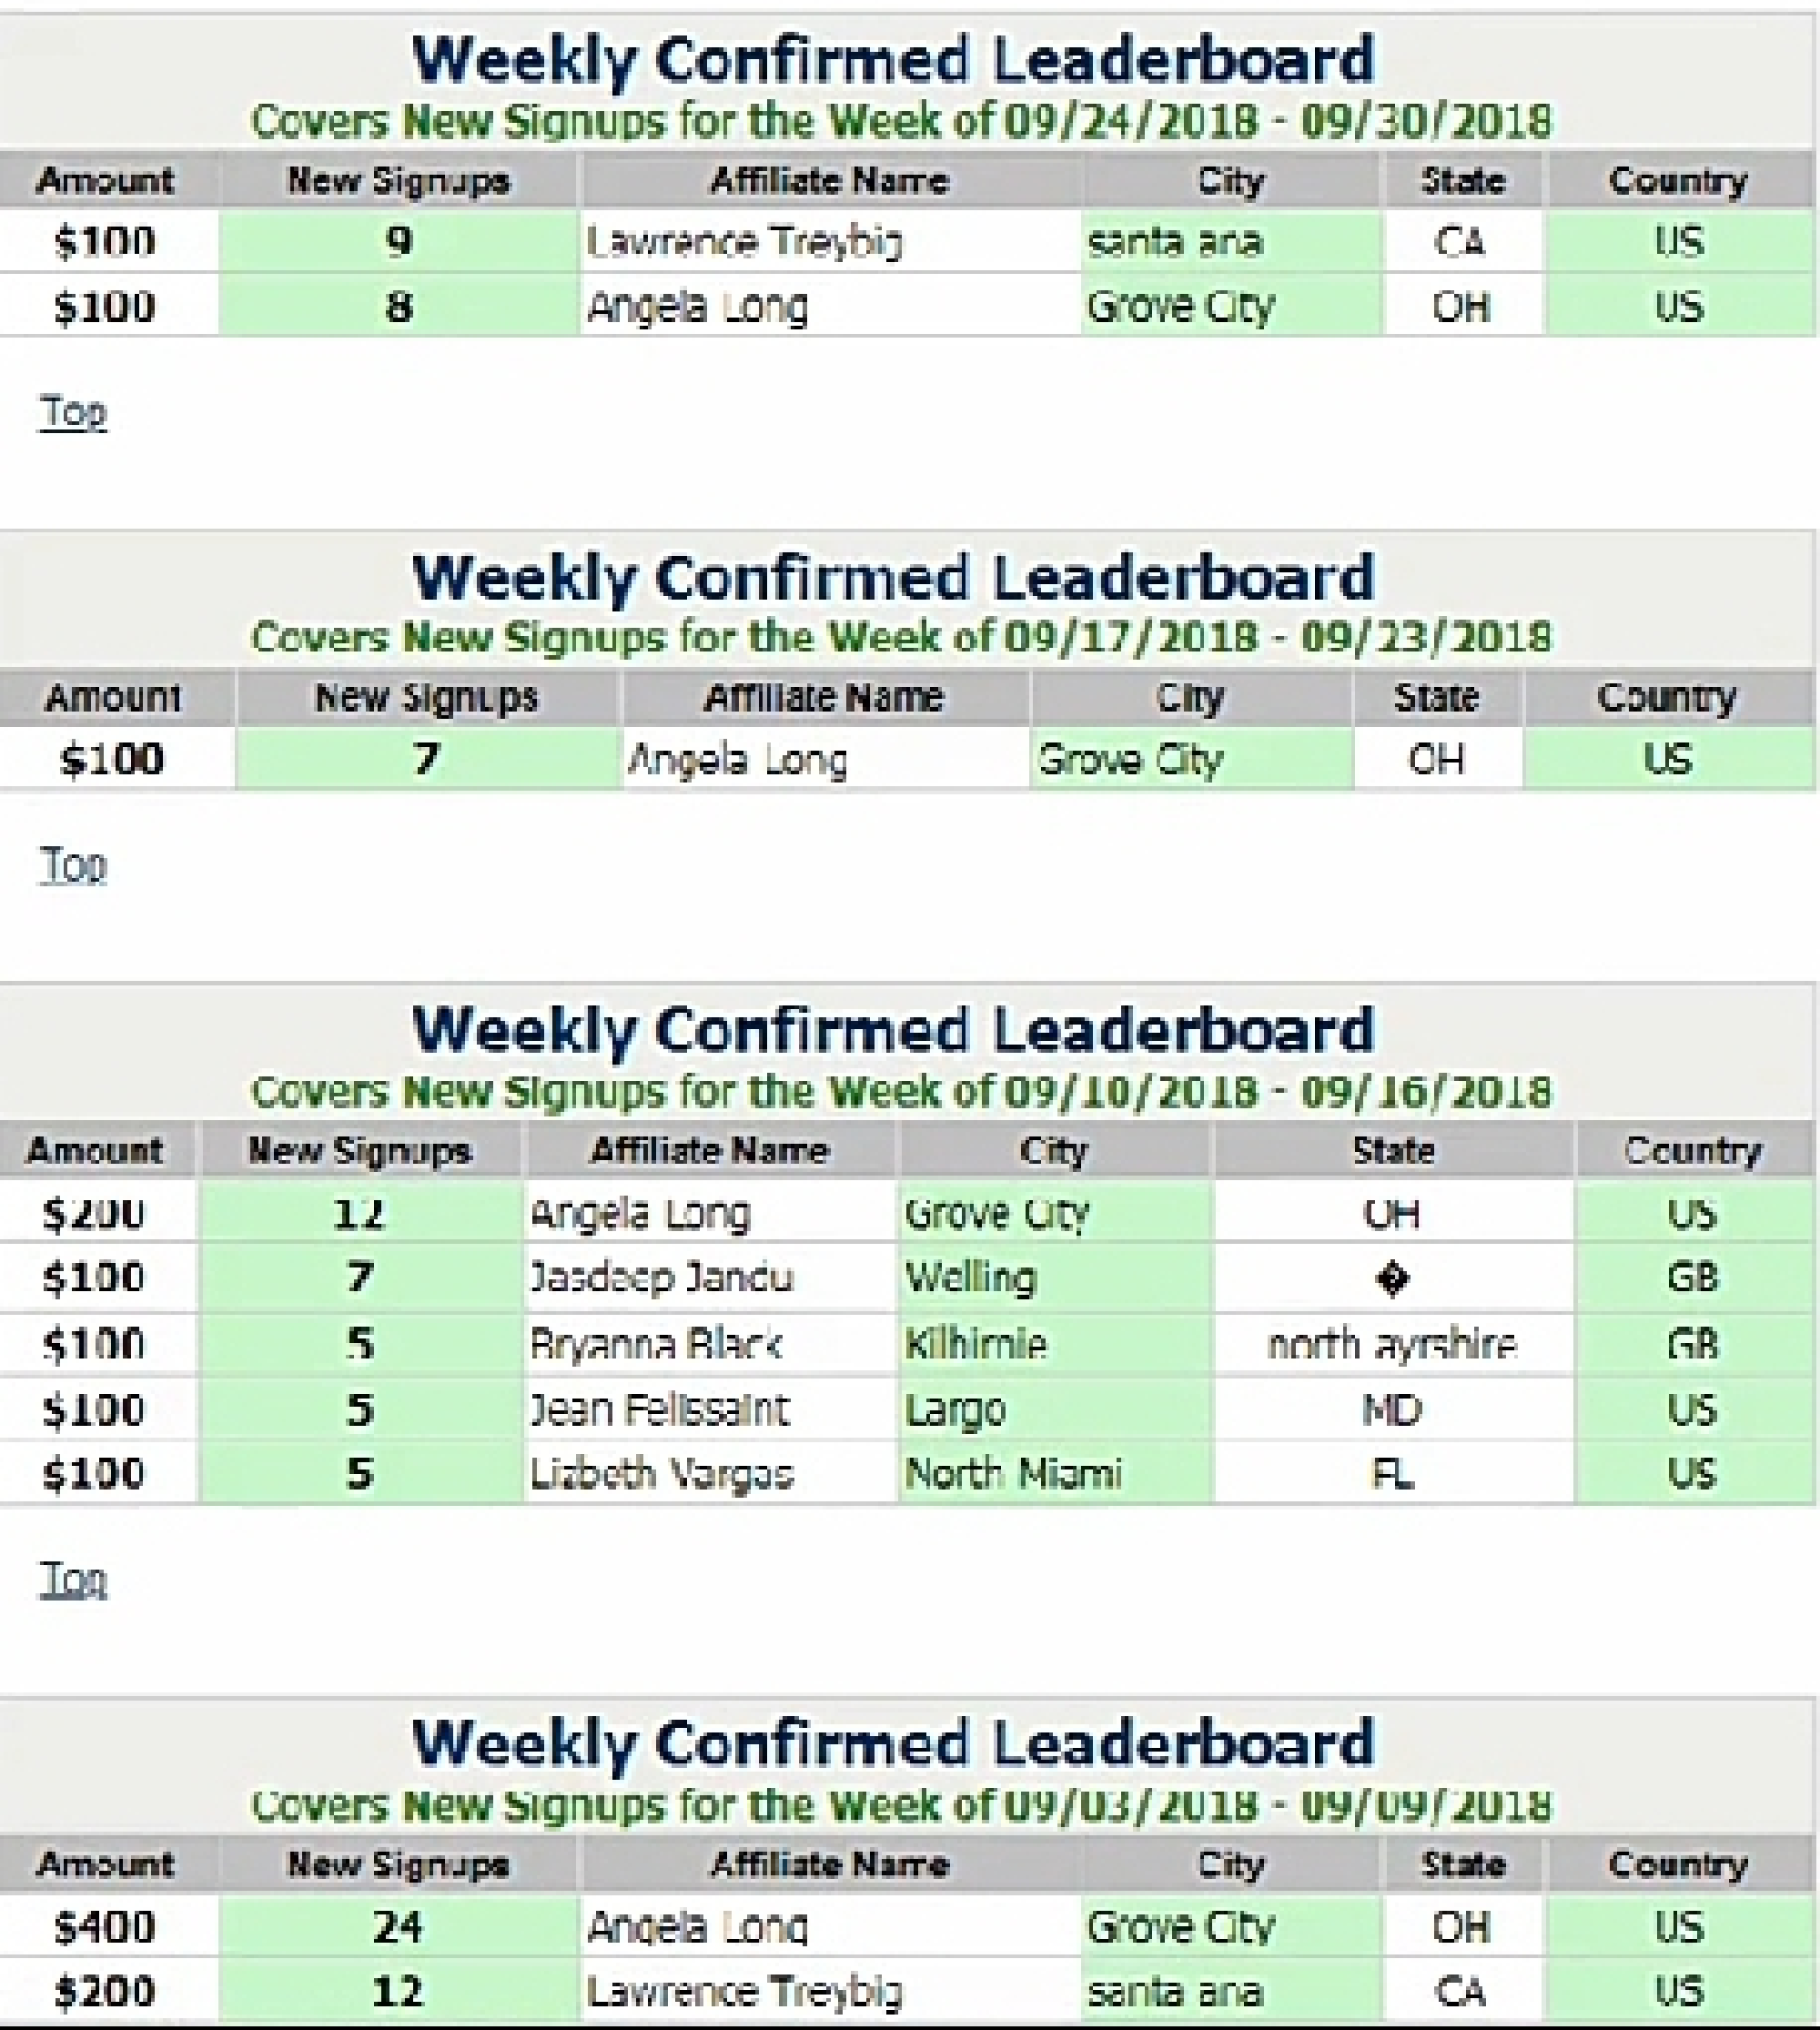 Weekly Confirmed Leaderboard
Covers New Signups for the Week of 09/24/2018 - 09/30/2018
Amount New Signups Affiliate Name City State Country
$100 9 Lawrence Treybig santa ana CA US
$100 8 Angela Long Grove City OH US
Top
Weekly Confirmed Leaderboard
Covers New Signups for the Week of 09/17/2018 - 09/23/2018
Amount New Signups Affiliate Name City State Country
$100 7 Angela Long Grove City OH US
Top
Weekly Confirmed Leaderboard
Covers New Signups for the Week of 09/10/2018 - 09/16/2018
Amount New Signups Affiliate Name City State Country
$200 12 Angela Long Grove City OH US
$100 7 Jasdeep Jandu Welling � GB
$100 5 Bryanna Black Kilbirnie north ayrshire GB
$100 5 Jean Felissaint Largo MD US
$100 5 Lizbeth Vargas North Miami FL US
Top
Weekly Confirmed Leaderboard
Covers New Signups for the Week of 09/03/2018 - 09/09/2018
Amount New Signups Affiliate Name City State Country
$400 24 Angela Long Grove City OH US
$200 12 Lawrence Treybig santa ana CA US